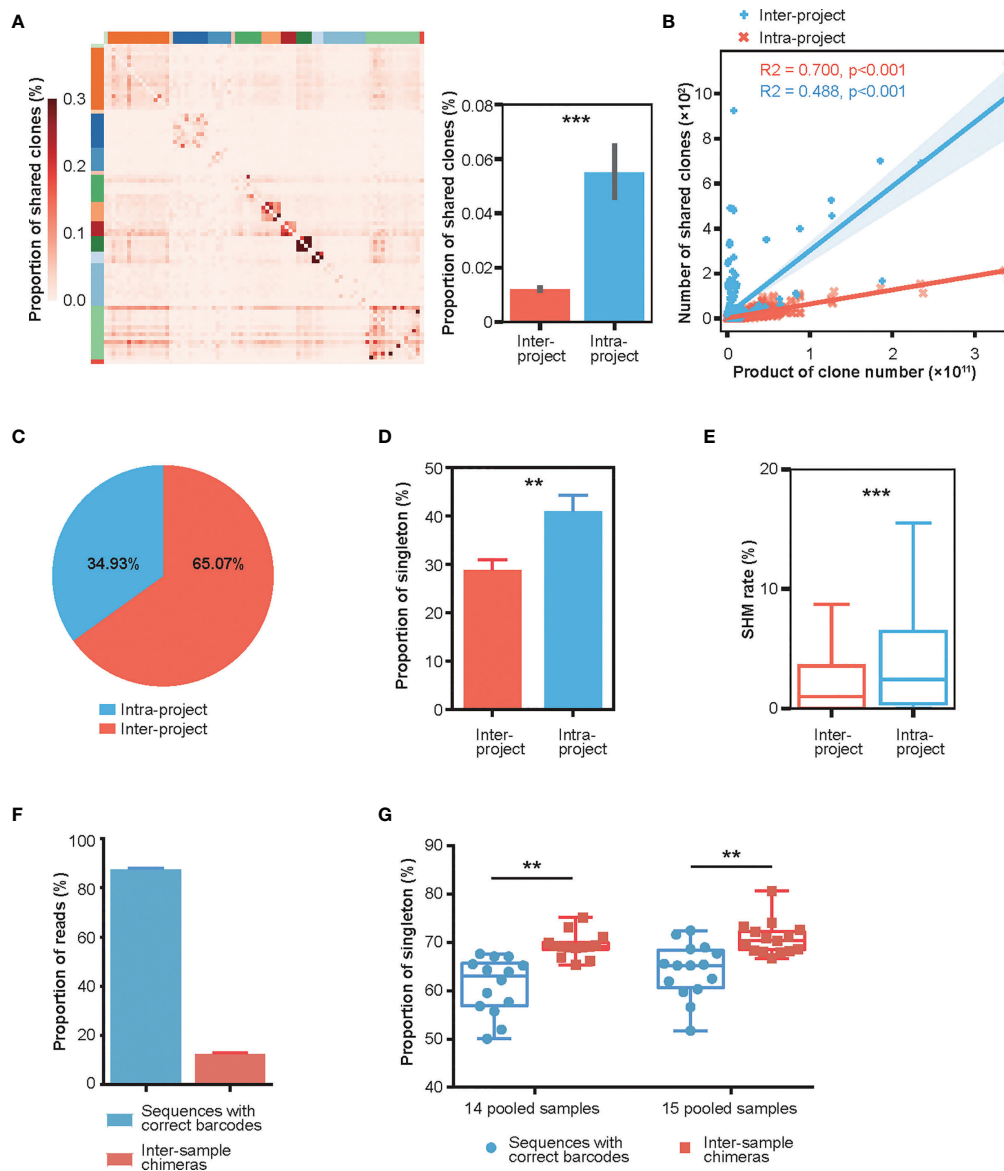 A
Proportion of shared clones (%)
0.3
0.2
0.1
0.0
Proportion of shared clones (%)
0.08
0.06
0.04
0.02
0
***
Inter-
project
Intra-
project
B
Inter-project
Intra-project
R2 = 0.700, p<0.001
R2 = 0.488, p<0.001
Number of shared clones (×10²)
10
8
6
4
2
0
0
1
2
3
Product of clone number (×10¹¹)
C
34.93%
65.07%
Intra-project
Inter-project
D
Proportion of singleton (%)
50
40
30
20
10
0
**
Inter-
project
Intra-
project
E
SHM rate (%)
20
10
0
***
Inter-
project
Intra-
project
F
Proportion of reads (%)
100
80
60
40
20
0
Sequences with
correct barcodes
Inter-sample
chimeras
G
Proportion of singleton (%)
90
80
70
60
50
40
**
**
14 pooled samples
15 pooled samples
Sequences with
correct barcodes
Inter-sample
chimeras